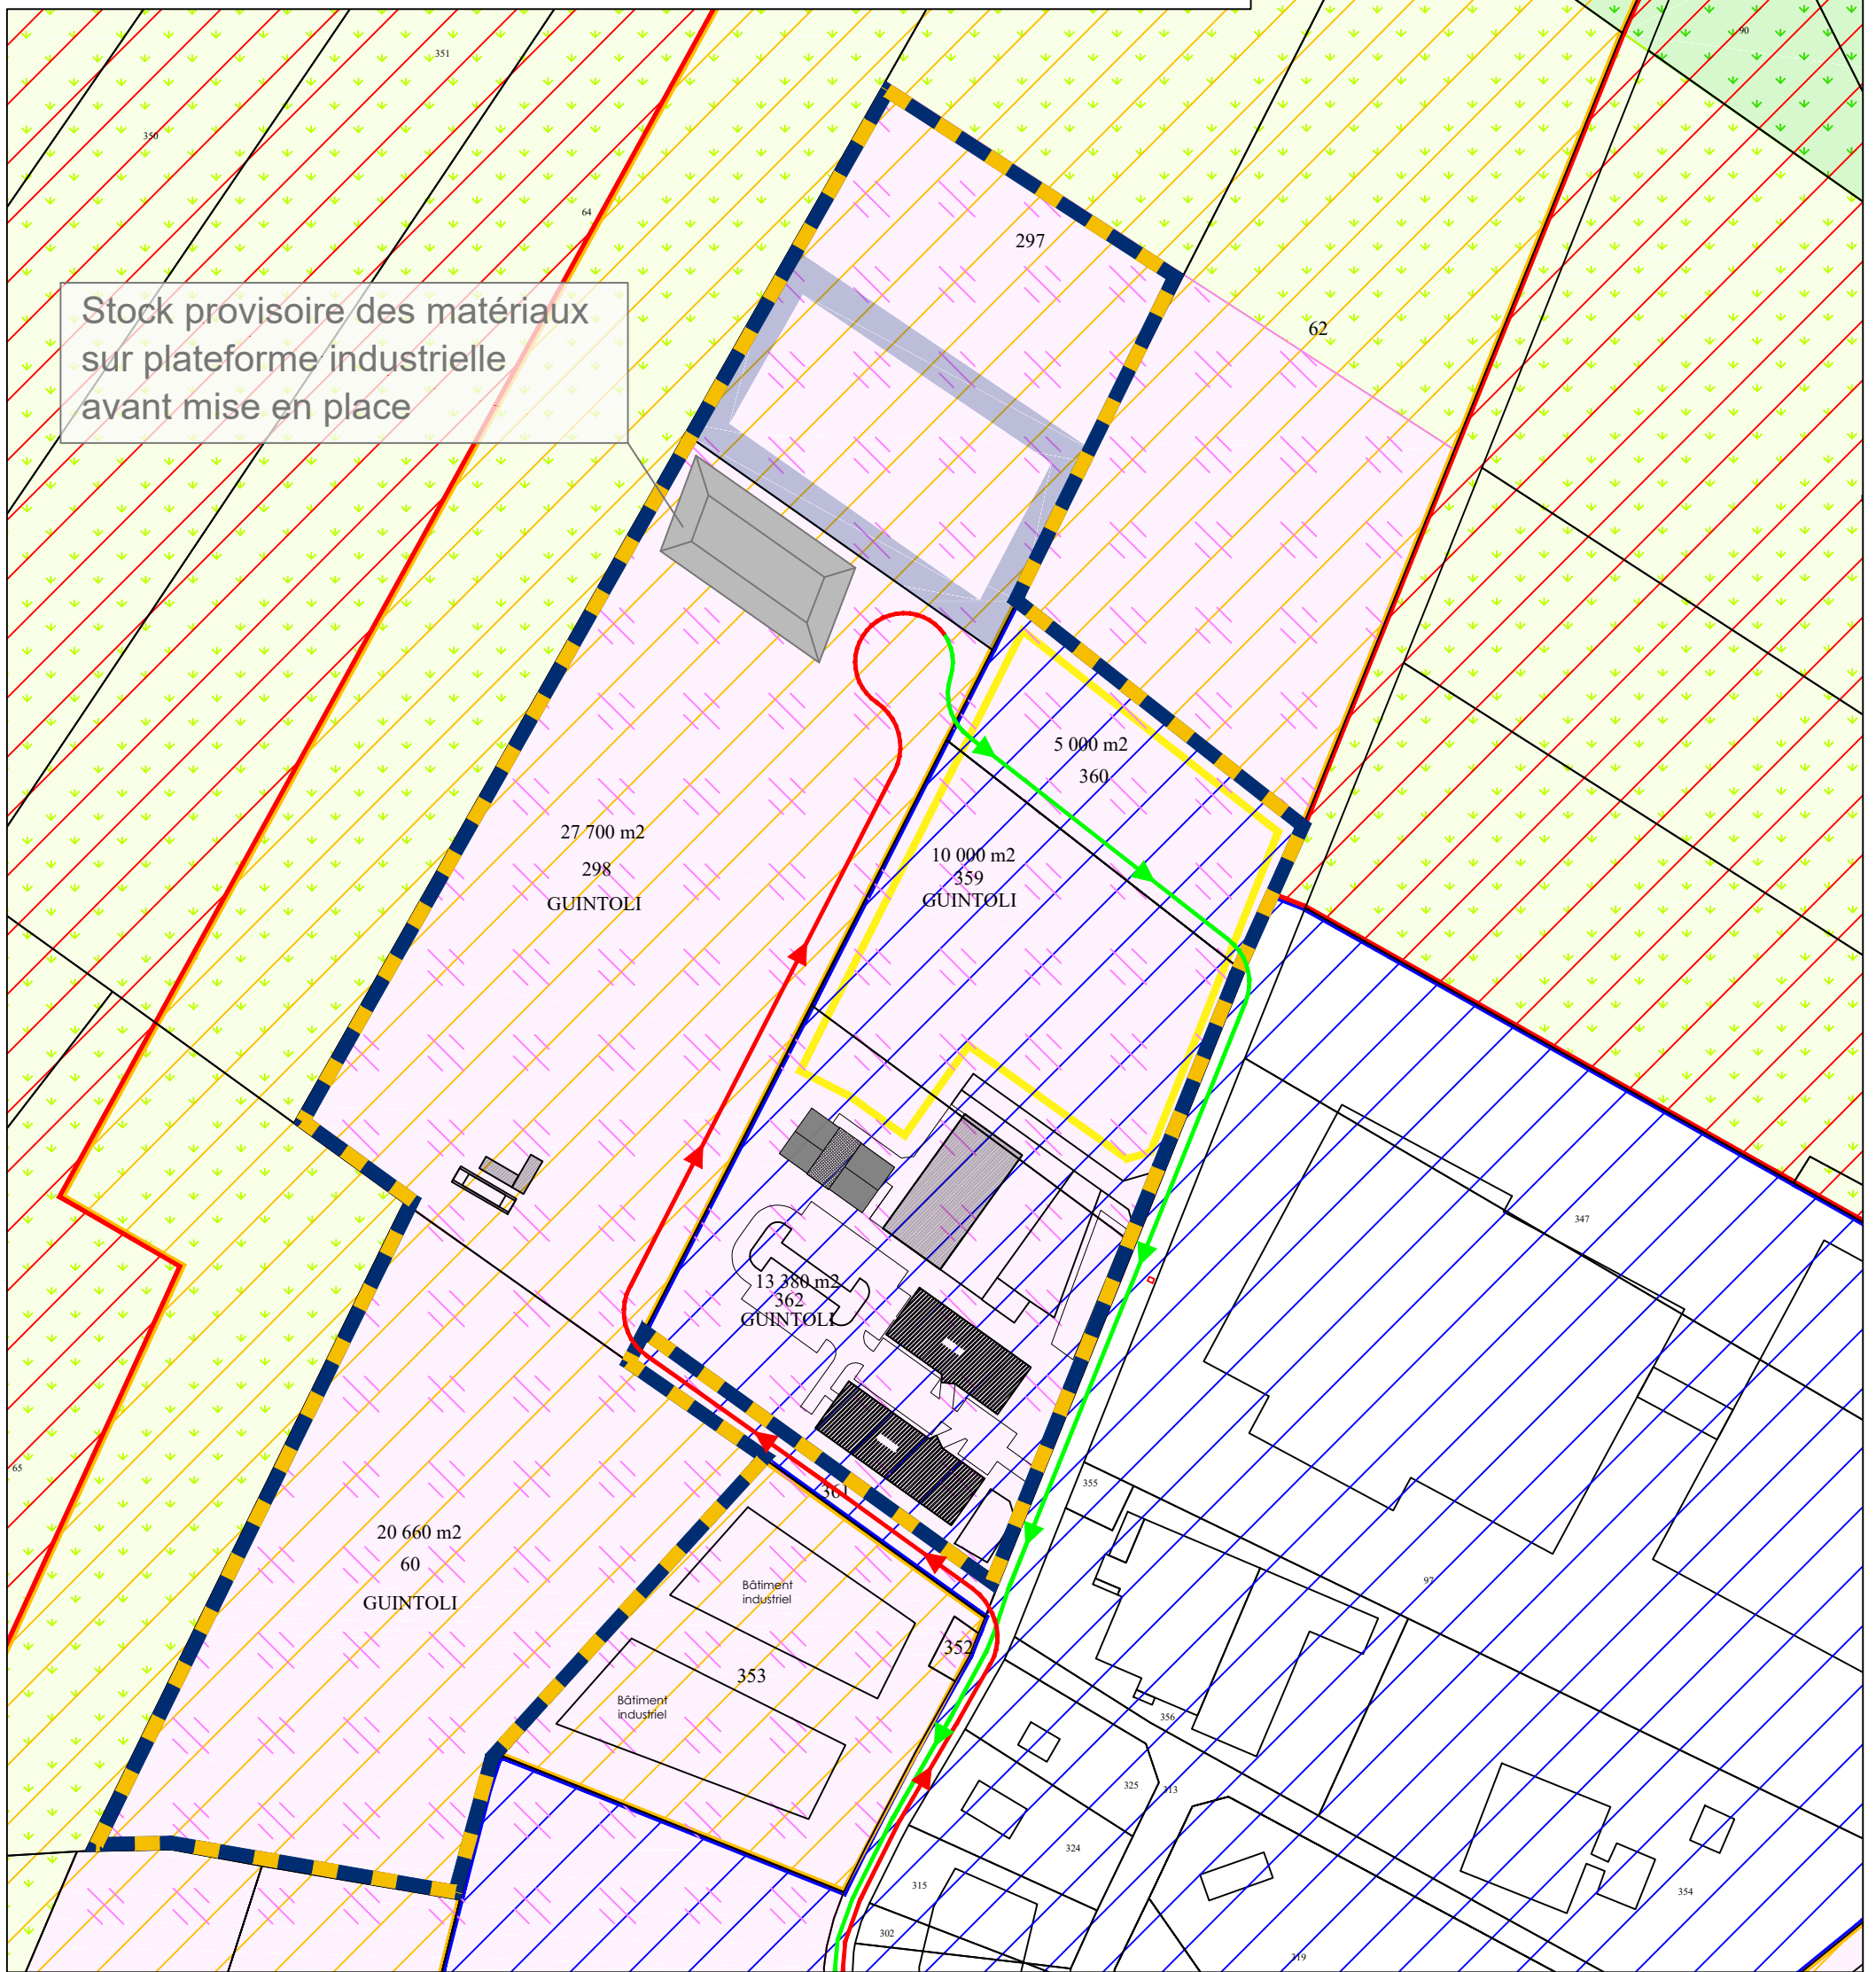 351
90
350
64
297
Stock provisoire des matériaux
sur plateforme industrielle
avant mise en place
62
5 000 m2
360
27 700 m2
298
GUINTOLI
10 000 m2
359
GUINTOLI
347
13 380 m2
362
GUINTOLI
65
355
361
20 660 m2
60
GUINTOLI
Bâtiment
industriel
97
352
353
Bâtiment
industriel
356
325
313
324
315
354
302
319